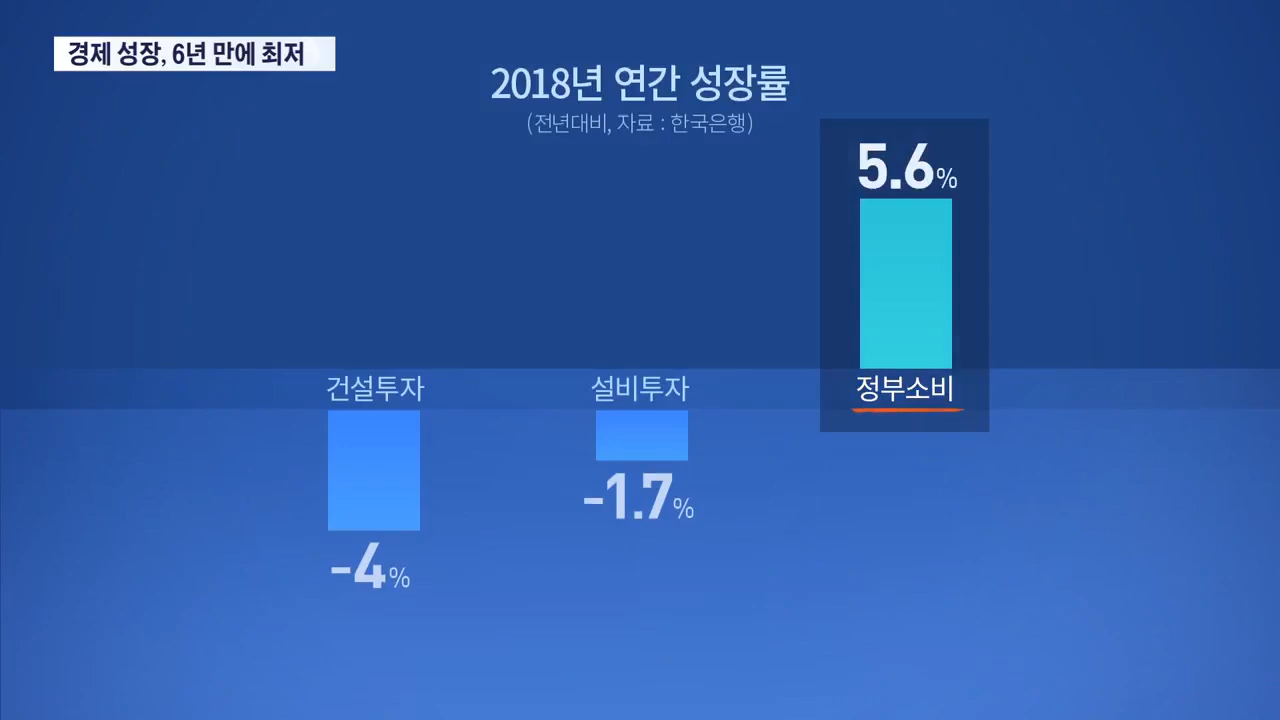 경제 성장, 6년 만에 최저
2018년 연간 성장률
(전년대비, 자료 : 한국은행)
5.6%
건설투자
설비투자
정부소비
-1.7%
-4%